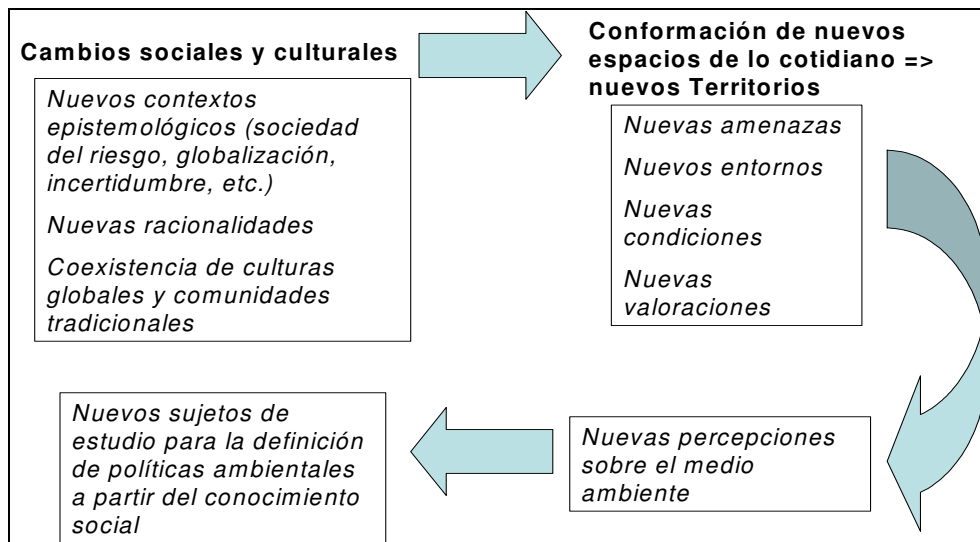 Cambios sociales y culturales
Nuevos contextos
epistemológicos (sociedad
del riesgo, globalización,
incertidumbre, etc.)
Nuevas racionalidades
Coexistencia de culturas
globales y comunidades
tradicionales
Conformación de nuevos
espacios de lo cotidiano =>
nuevos Territorios
Nuevas amenazas
Nuevos entornos
Nuevas
condiciones
Nuevas
valoraciones
Nuevas percepciones
sobre el medio
ambiente
Nuevos sujetos de
estudio para la definición
de políticas ambientales
a partir del conocimiento
social